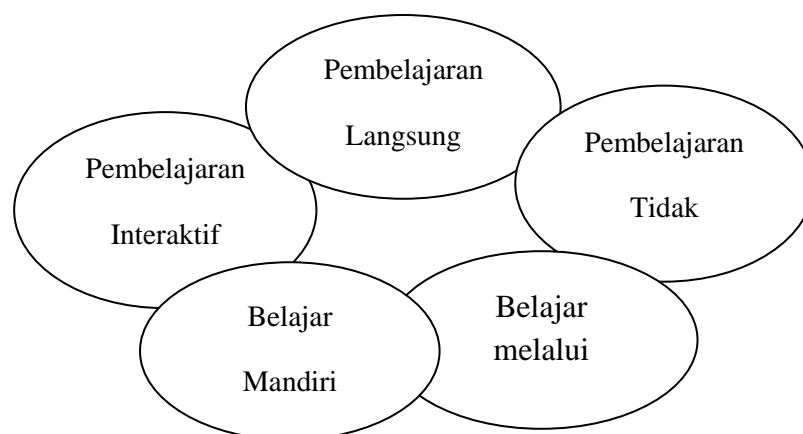 Pembelajaran
Langsung
Pembelajaran
Tidak
Pembelajaran
Interaktif
Belajar
melalui
Belajar
Mandiri